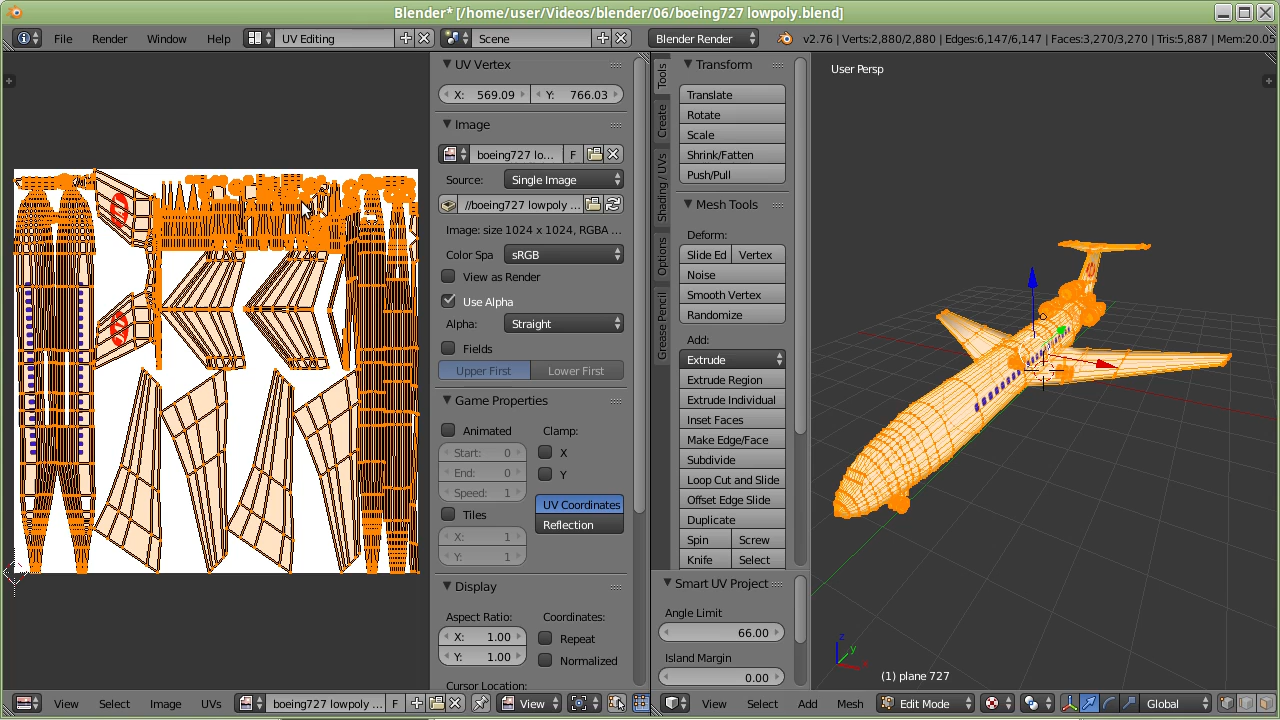 Blender* [/home/user/Videos/blender/06/boeing727 lowpoly.blend]
File Render Window Help UV Editing Scene Blender Render v2.76 | Verts:2,880/2,880 | Edges:6,147/6,147 | Faces:3,270/3,270 | Tris:5,887 | Mem:20.05
UV Vertex
X: 569.09 Y: 766.03
Image
boeing727 lo... F
Source: Single Image
//boeing727 lowpoly ...
Image: size 1024 x 1024, RGBA ...
Color Spa sRGB
View as Render
Use Alpha
Alpha: Straight
Fields
Upper First Lower First
Game Properties
Animated Clamp:
Start: 0 X
End: 0 Y
Speed: 1
UV Coordinates
Tiles Reflection
X: 1
Y: 1
Display
Aspect Ratio: Coordinates:
X: 1.00 Repeat
Y: 1.00 Normalized
Cursor Location:
Tools
Create
Shading / UVs
Options
Grease Pencil
Transform
Translate
Rotate
Scale
Shrink/Fatten
Push/Pull
Mesh Tools
Deform:
Slide Ed Vertex
Noise
Smooth Vertex
Randomize
Add:
Extrude
Extrude Region
Extrude Individual
Inset Faces
Make Edge/Face
Subdivide
Loop Cut and Slide
Offset Edge Slide
Duplicate
Spin Screw
Knife Select
Smart UV Project
Angle Limit
66.00
Island Margin
0.00
User Persp
z
y
x
(1) plane 727
View Select Image UVs boeing727 lowpoly ... F View
View Select Add Mesh Edit Mode Global